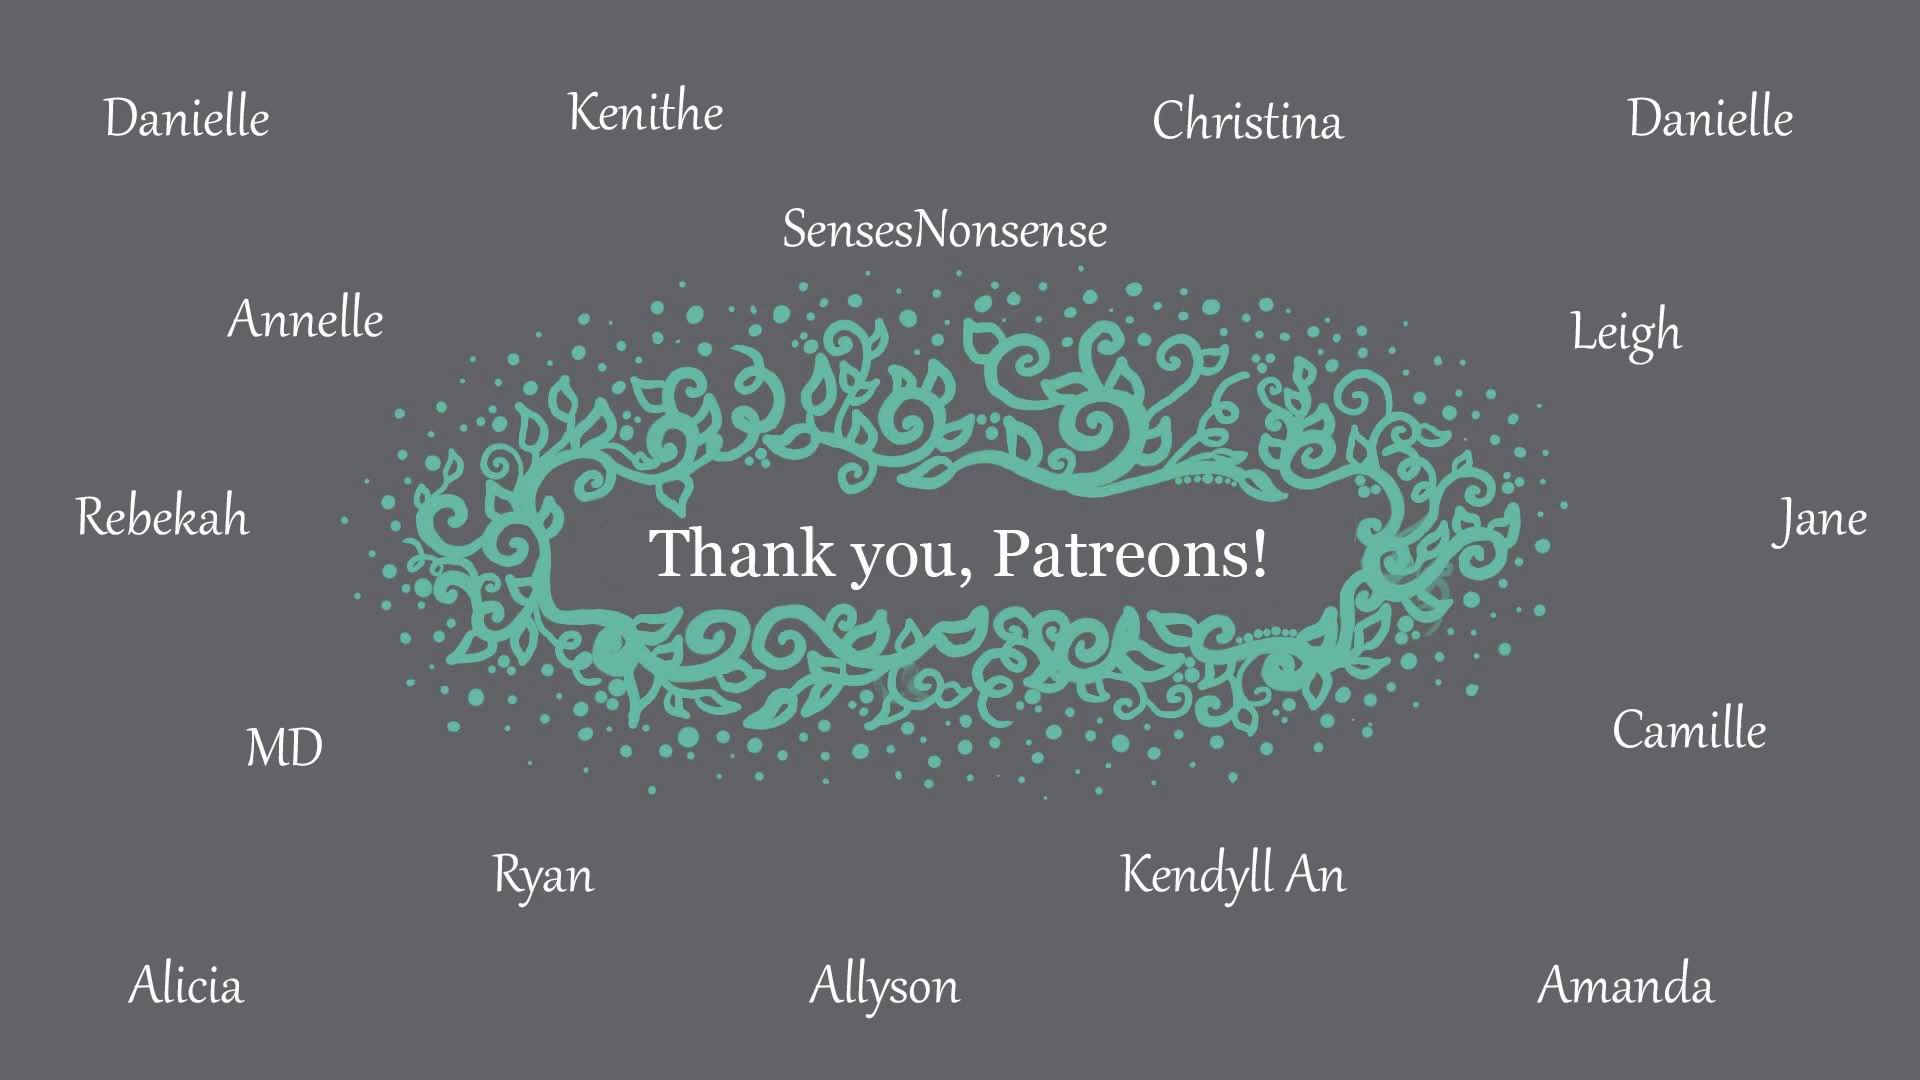 Danielle
Kenithe
Christina
Danielle
SensesNonsense
Annelle
Leigh
Rebekah
Jane
Thank you, Patreons!
MD
Camille
Ryan
Kendyll An
Alicia
Allyson
Amanda